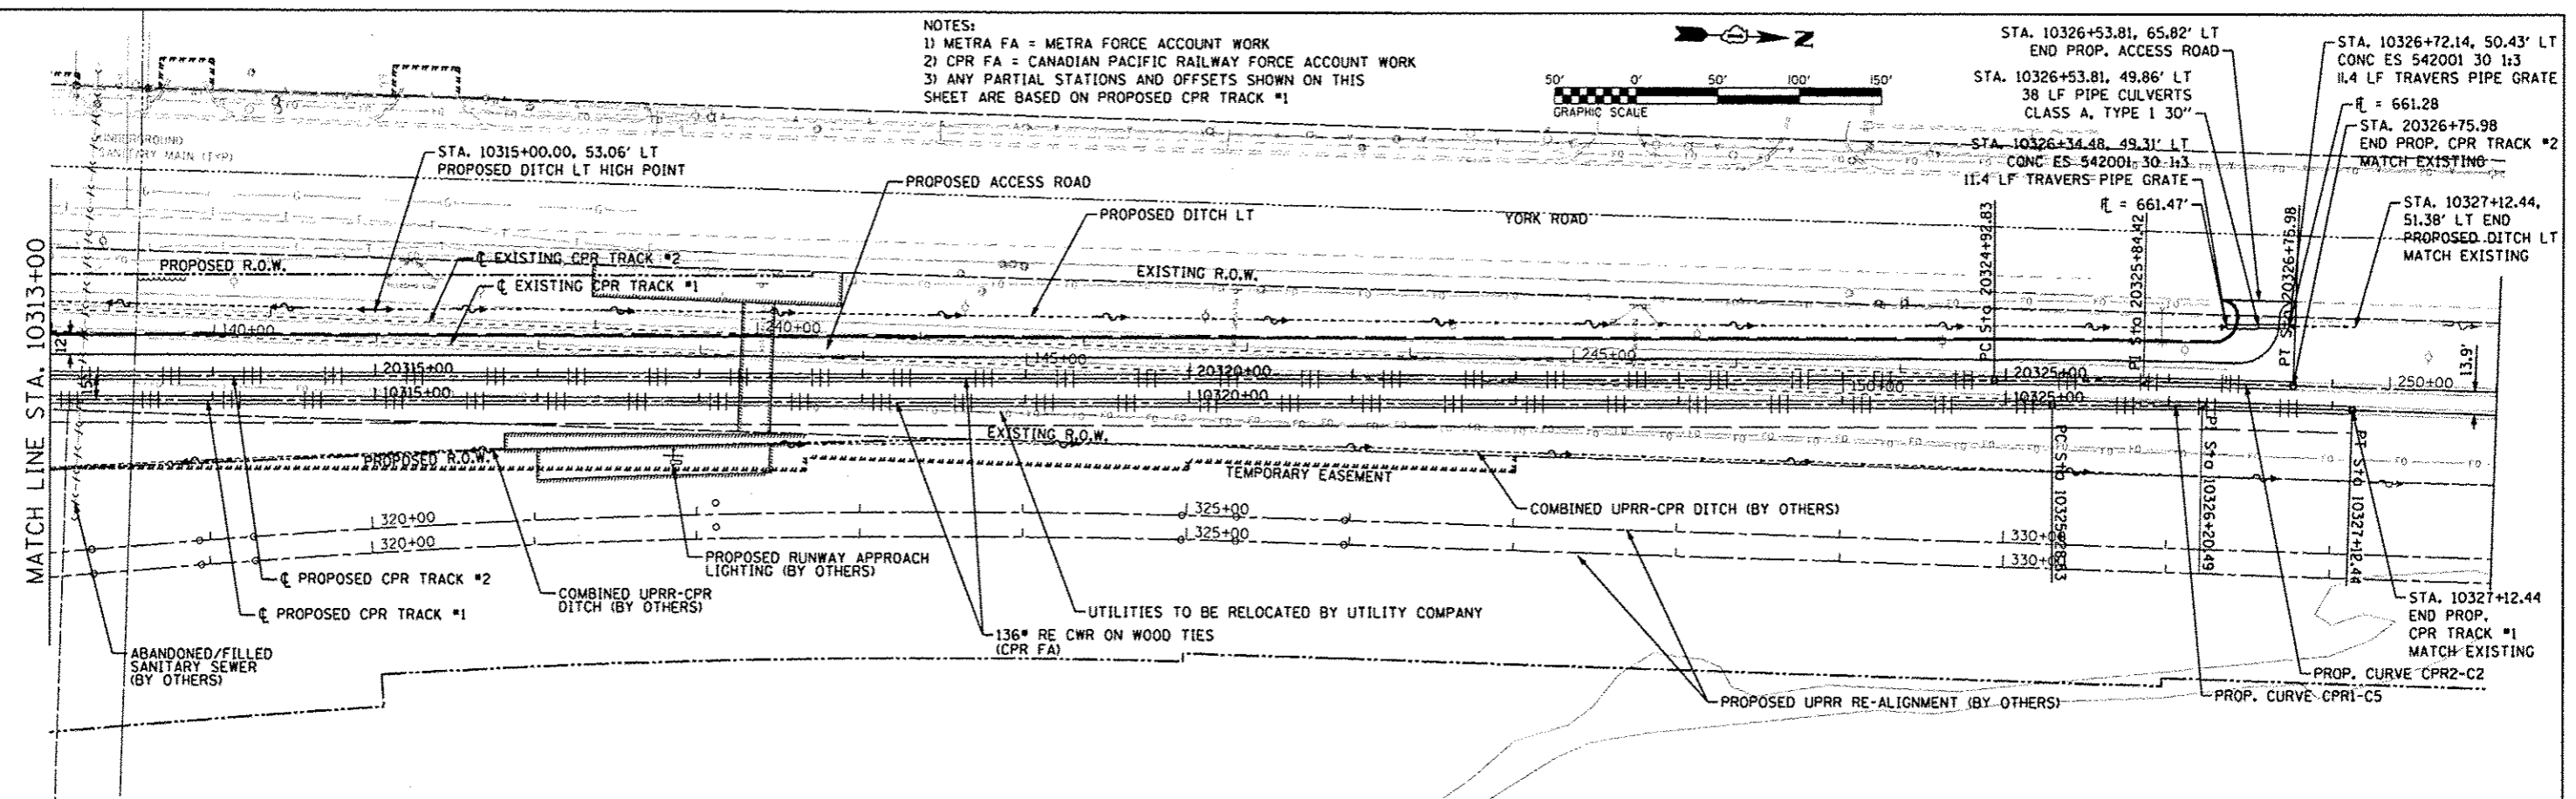 NOTES:
1) METRA FA = METRA FORCE ACCOUNT WORK
2) CPR FA = CANADIAN PACIFIC RAILWAY FORCE ACCOUNT WORK
3) ANY PARTIAL STATIONS AND OFFSETS SHOWN ON THIS
SHEET ARE BASED ON PROPOSED CPR TRACK #1
Z
50' 0' 50' 100' 150'
GRAPHIC SCALE
STA. 10326+53.81, 65.82' LT
END PROP. ACCESS ROAD
STA. 10326+53.81, 49.86' LT
38 LF PIPE CULVERTS
CLASS A, TYPE 1 30"
STA. 10326+34.48, 49.31' LT
CONC ES 542001 30 1:3
11.4 LF TRAVERS PIPE GRATE
FL = 661.47'
STA. 10326+72.14, 50.43' LT
CONC ES 542001 30 1:3
11.4 LF TRAVERS PIPE GRATE
FL = 661.28
STA. 20326+75.98
END PROP. CPR TRACK #2
MATCH EXISTING
STA. 10327+12.44,
51.38' LT END
PROPOSED DITCH LT
MATCH EXISTING
UNDERGROUND
SANITARY MAIN (TYP)
STA. 10315+00.00, 53.06' LT
PROPOSED DITCH LT HIGH POINT
PROPOSED ACCESS ROAD
PROPOSED DITCH LT
YORK ROAD
PROPOSED R.O.W.
℄ EXISTING CPR TRACK #2
℄ EXISTING CPR TRACK #1
EXISTING R.O.W.
MATCH LINE STA. 10313+00
12'
15'
140+00
240+00
145+00
245+00
150+00
250+00
13.9'
20315+00
20320+00
20325+00
10315+00
10320+00
10325+00
PC Sta 20324+92.83
PI Sta 20325+84.42
PT Sta 20326+75.98
PC Sta 10325+28.53
PI Sta 10326+20.49
PT Sta 10327+12.44
EXISTING R.O.W.
PROPOSED R.O.W.
TEMPORARY EASEMENT
COMBINED UPRR-CPR DITCH (BY OTHERS)
320+00
325+00
330+00
320+00
325+00
330+00
PROPOSED RUNWAY APPROACH
LIGHTING (BY OTHERS)
℄ PROPOSED CPR TRACK #2
℄ PROPOSED CPR TRACK #1
COMBINED UPRR-CPR
DITCH (BY OTHERS)
UTILITIES TO BE RELOCATED BY UTILITY COMPANY
136# RE CWR ON WOOD TIES
(CPR FA)
ABANDONED/FILLED
SANITARY SEWER
(BY OTHERS)
STA. 10327+12.44
END PROP.
CPR TRACK #1
MATCH EXISTING
PROP. CURVE CPR2-C2
PROP. CURVE CPR1-C5
PROPOSED UPRR RE-ALIGNMENT (BY OTHERS)